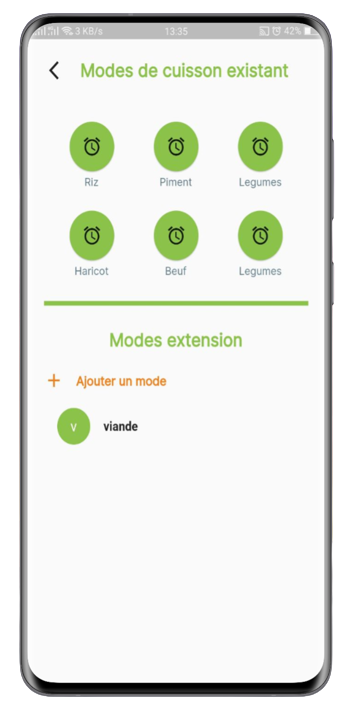 3 KB/s 13:35 42%
Modes de cuisson existant
Riz Piment Legumes
Haricot Beuf Legumes
Modes extension
+ Ajouter un mode
v viande